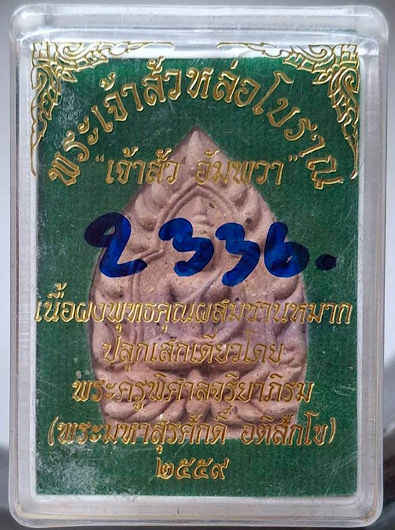 พระเจ้าสัวหล่อโบราณ
"เจ้าสัว อัมพวา"
2336.
เนื้อผงพุทธคุณผสมชานหมาก
ปลุกเสกเดี่ยวโดย
พระครูพิศาลจริยาภิรม
(พระมหาสุรศักดิ์ อติสักโข)
๒๕๕๙